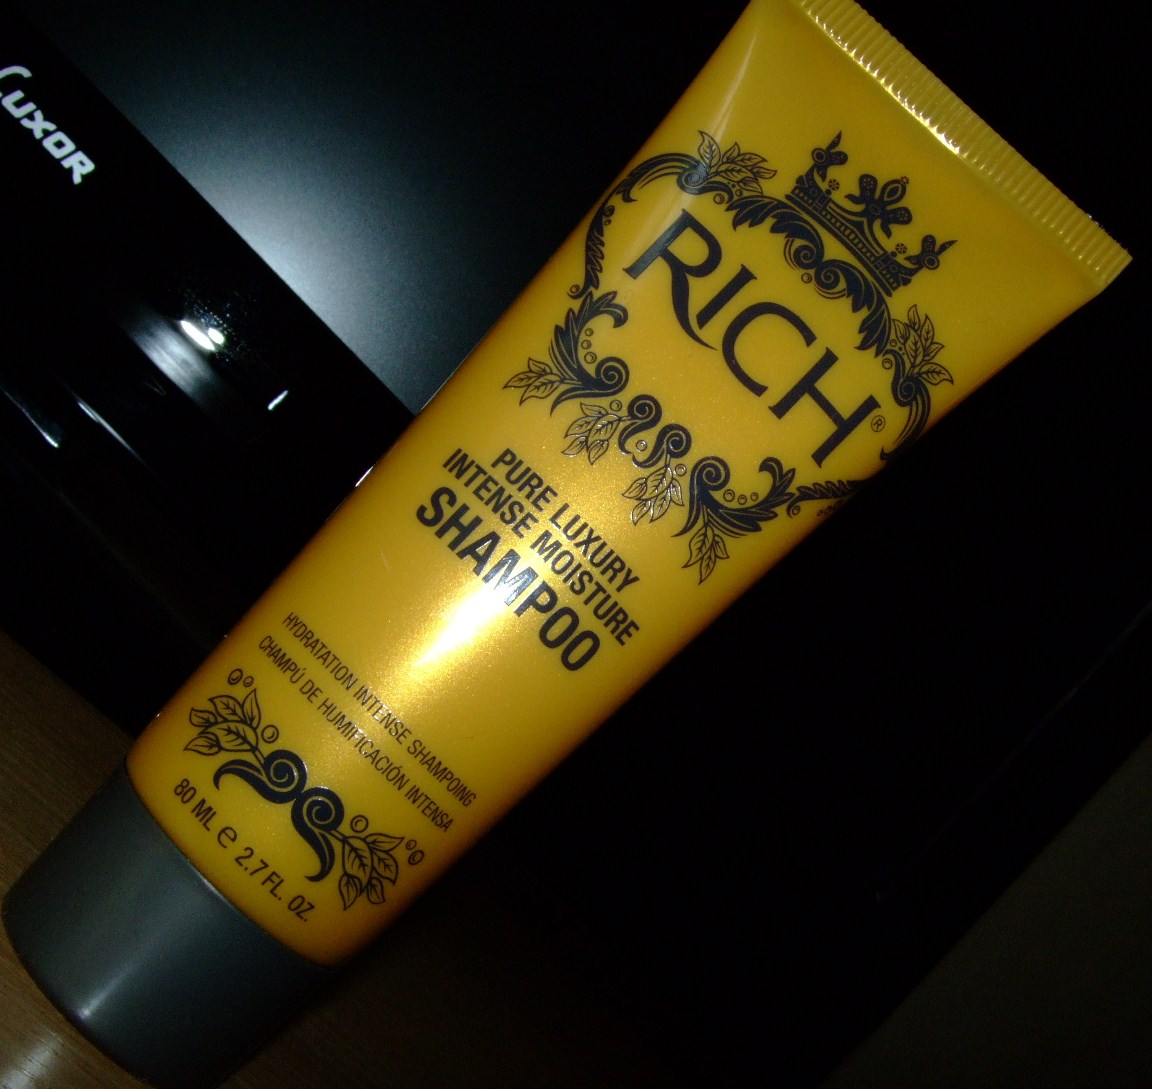 LUXOR
RICH®
PURE LUXURY
INTENSE MOISTURE
SHAMPOO
HYDRATATION INTENSE SHAMPOING
CHAMPÚ DE HUMIFICACIÓN INTENSA
80 ML ℮ 2.7 FL. OZ.